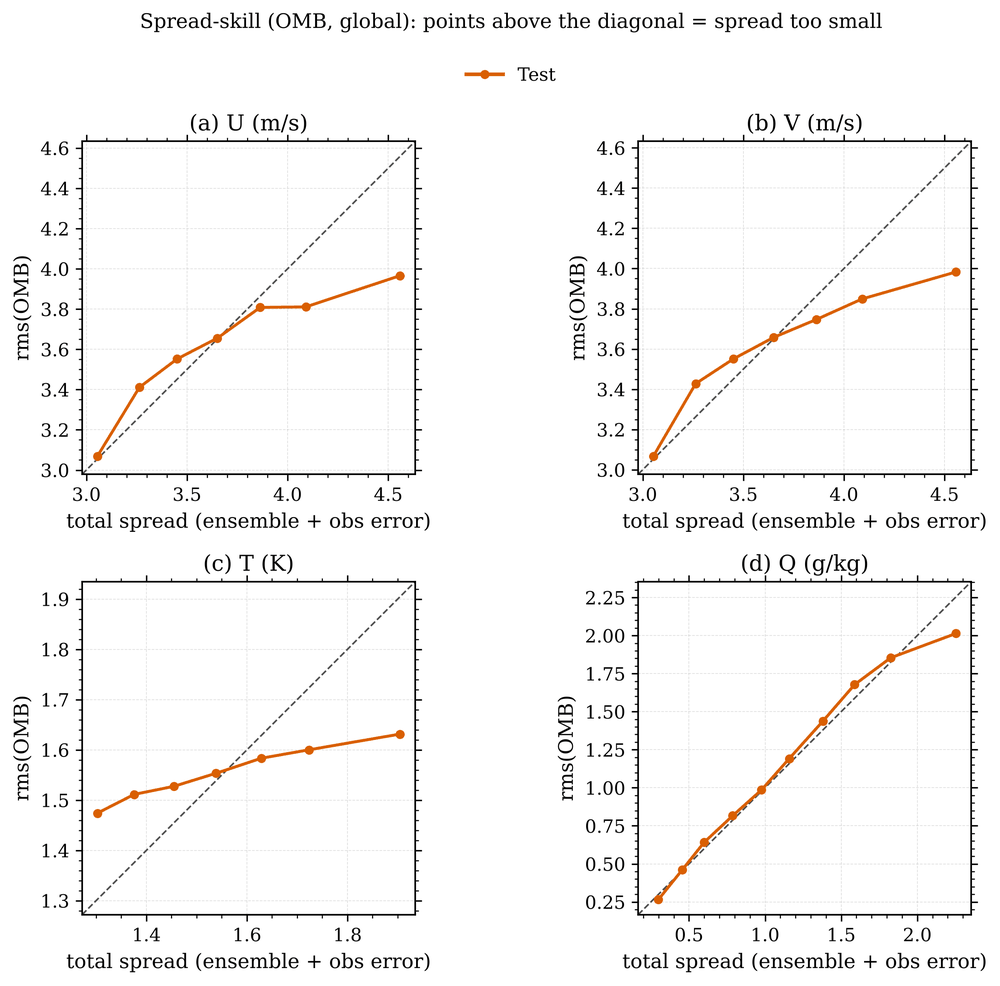 Spread-skill (OMB, global): points above the diagonal = spread too small
Test
(a) U (m/s)
4.6
4.4
4.2
4.0
3.8
3.6
3.4
3.2
3.0
rms(OMB)
3.0 3.5 4.0 4.5
total spread (ensemble + obs error)
(b) V (m/s)
4.6
4.4
4.2
4.0
3.8
3.6
3.4
3.2
3.0
rms(OMB)
3.0 3.5 4.0 4.5
total spread (ensemble + obs error)
(c) T (K)
1.9
1.8
1.7
1.6
1.5
1.4
1.3
rms(OMB)
1.4 1.6 1.8
total spread (ensemble + obs error)
(d) Q (g/kg)
2.25
2.00
1.75
1.50
1.25
1.00
0.75
0.50
0.25
rms(OMB)
0.5 1.0 1.5 2.0
total spread (ensemble + obs error)